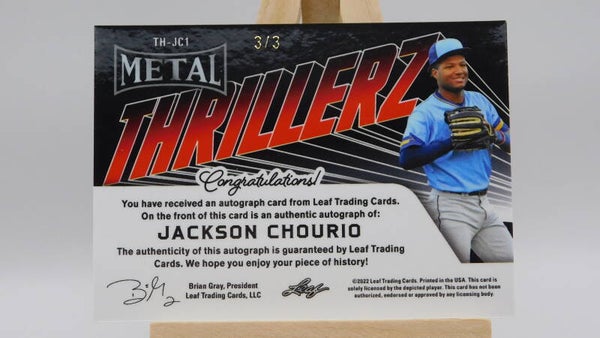 TH-JC1
3/3
METAL
THRILLERZ
Congratulations!
You have received an autograph card from Leaf Trading Cards.
On the front of this card is an authentic autograph of:
JACKSON CHOURIO
The authenticity of this autograph is guaranteed by Leaf Trading
Cards. We hope you enjoy your piece of history!
Brian Gray, President
Leaf Trading Cards, LLC
Leaf
©2022 Leaf Trading Cards. Printed in the USA. This card is
solely licensed by the depicted player. This card has not been
authorized, endorsed or approved by any licensing body.